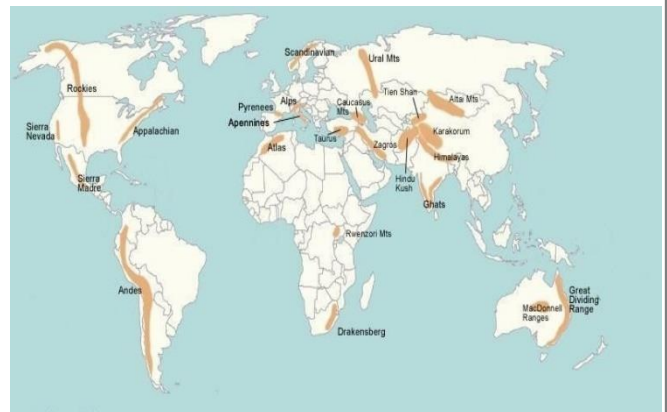 Scandinavian
Ural Mts
Rockies
Tien Shan
Altai Mts
Alps
Caucasus
Mts
Pyrenees
Apennines
Sierra
Nevada
Appalachian
Taurus
Zagros
Karakorum
Atlas
Himalayas
Sierra
Madre
Hindu
Kush
Ghats
Rwenzori Mts
Andes
Great
Dividing
Range
MacDonnell
Ranges
Drakensberg